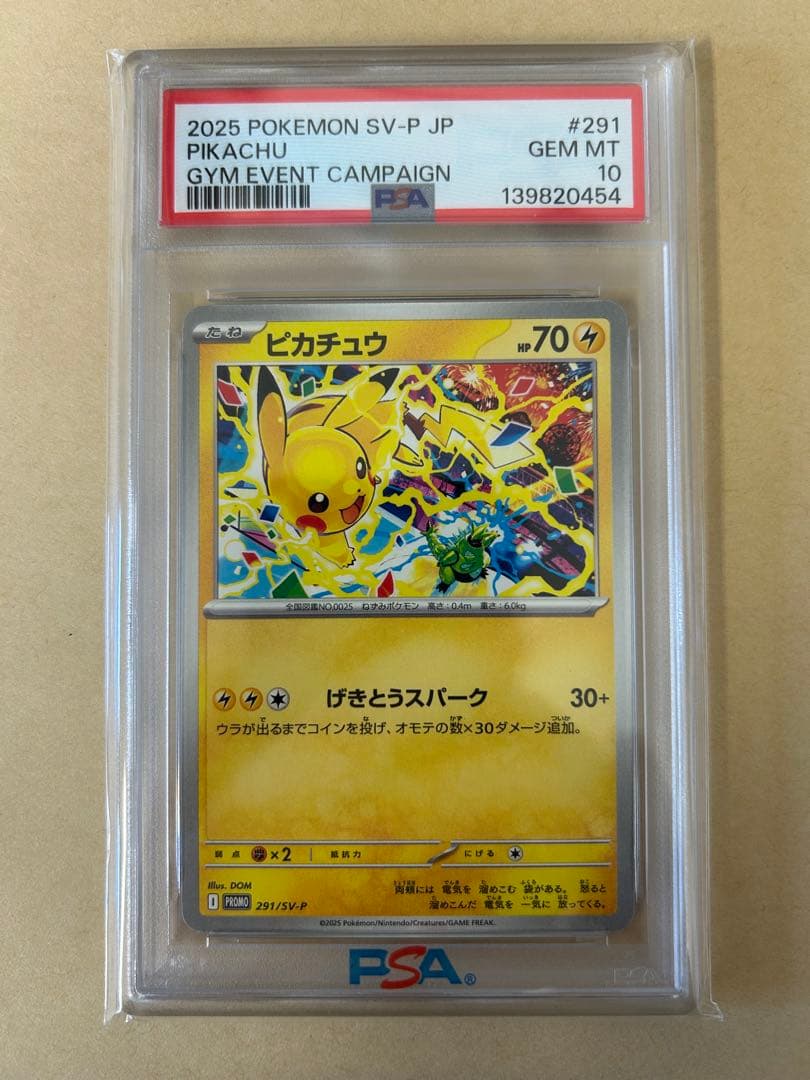 2025 POKEMON SV-P JP #291
PIKACHU GEM MT
GYM EVENT CAMPAIGN 10
PSA 139820454
たね ピカチュウ HP70
全国図鑑NO.0025 ねずみポケモン 高さ:0.4m 重さ:6.0kg
げきとうスパーク 30+
ウラが出るまでコインを投げ、オモテの数×30ダメージ追加。
弱点 ×2 抵抗力 にげる
Illus. DOM
両頬には 電気を 溜めこむ 袋がある。 怒ると
溜めこんだ 電気を 一気に 放ってくる。
I PROMO 291/SV-P
©2025 Pokémon/Nintendo/Creatures/GAME FREAK.
PSA®
PSA